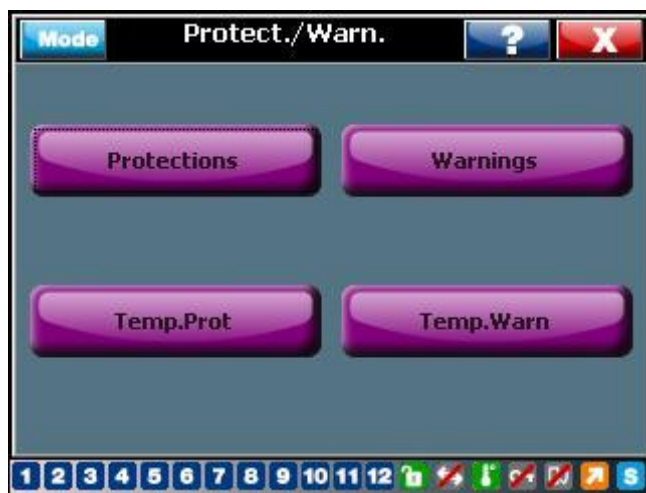 Mode Protect./Warn. ? X
Protections Warnings
Temp.Prot Temp.Warn
1 2 3 4 5 6 7 8 9 10 11 12 S